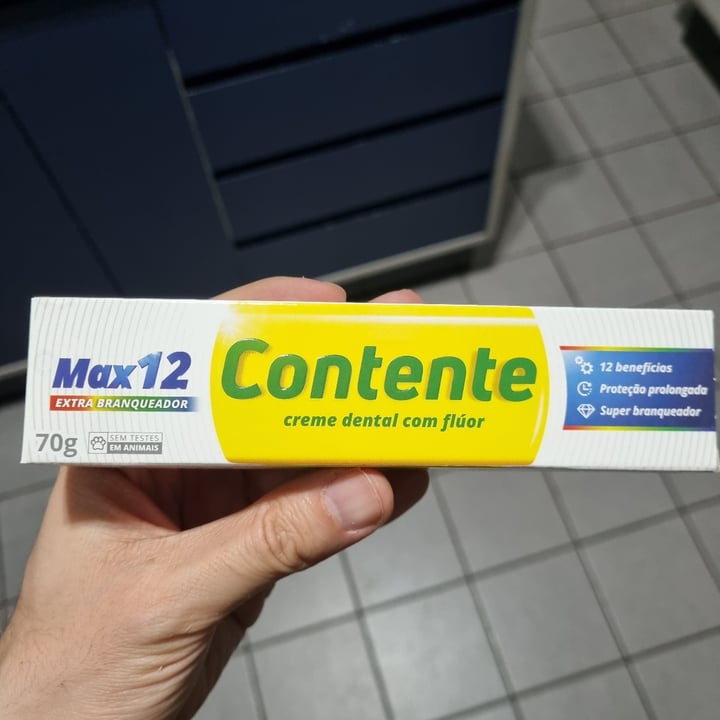 Max12
EXTRA BRANQUEADOR
70g
SEM TESTES
EM ANIMAIS
Contente
creme dental com flúor
12 benefícios
Proteção prolongada
Super branqueador